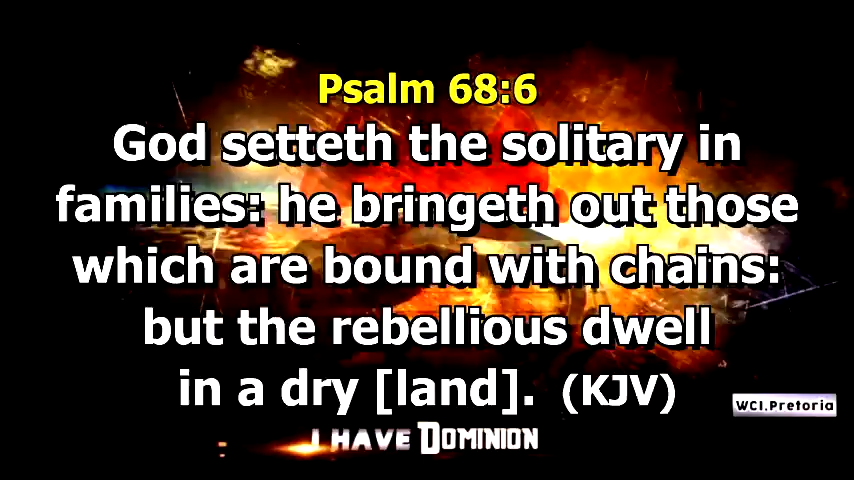 Psalm 68:6
God setteth the solitary in
families: he bringeth out those
which are bound with chains:
but the rebellious dwell
in a dry [land]. (KJV)
WCI.Pretoria
I HAVE DOMINION